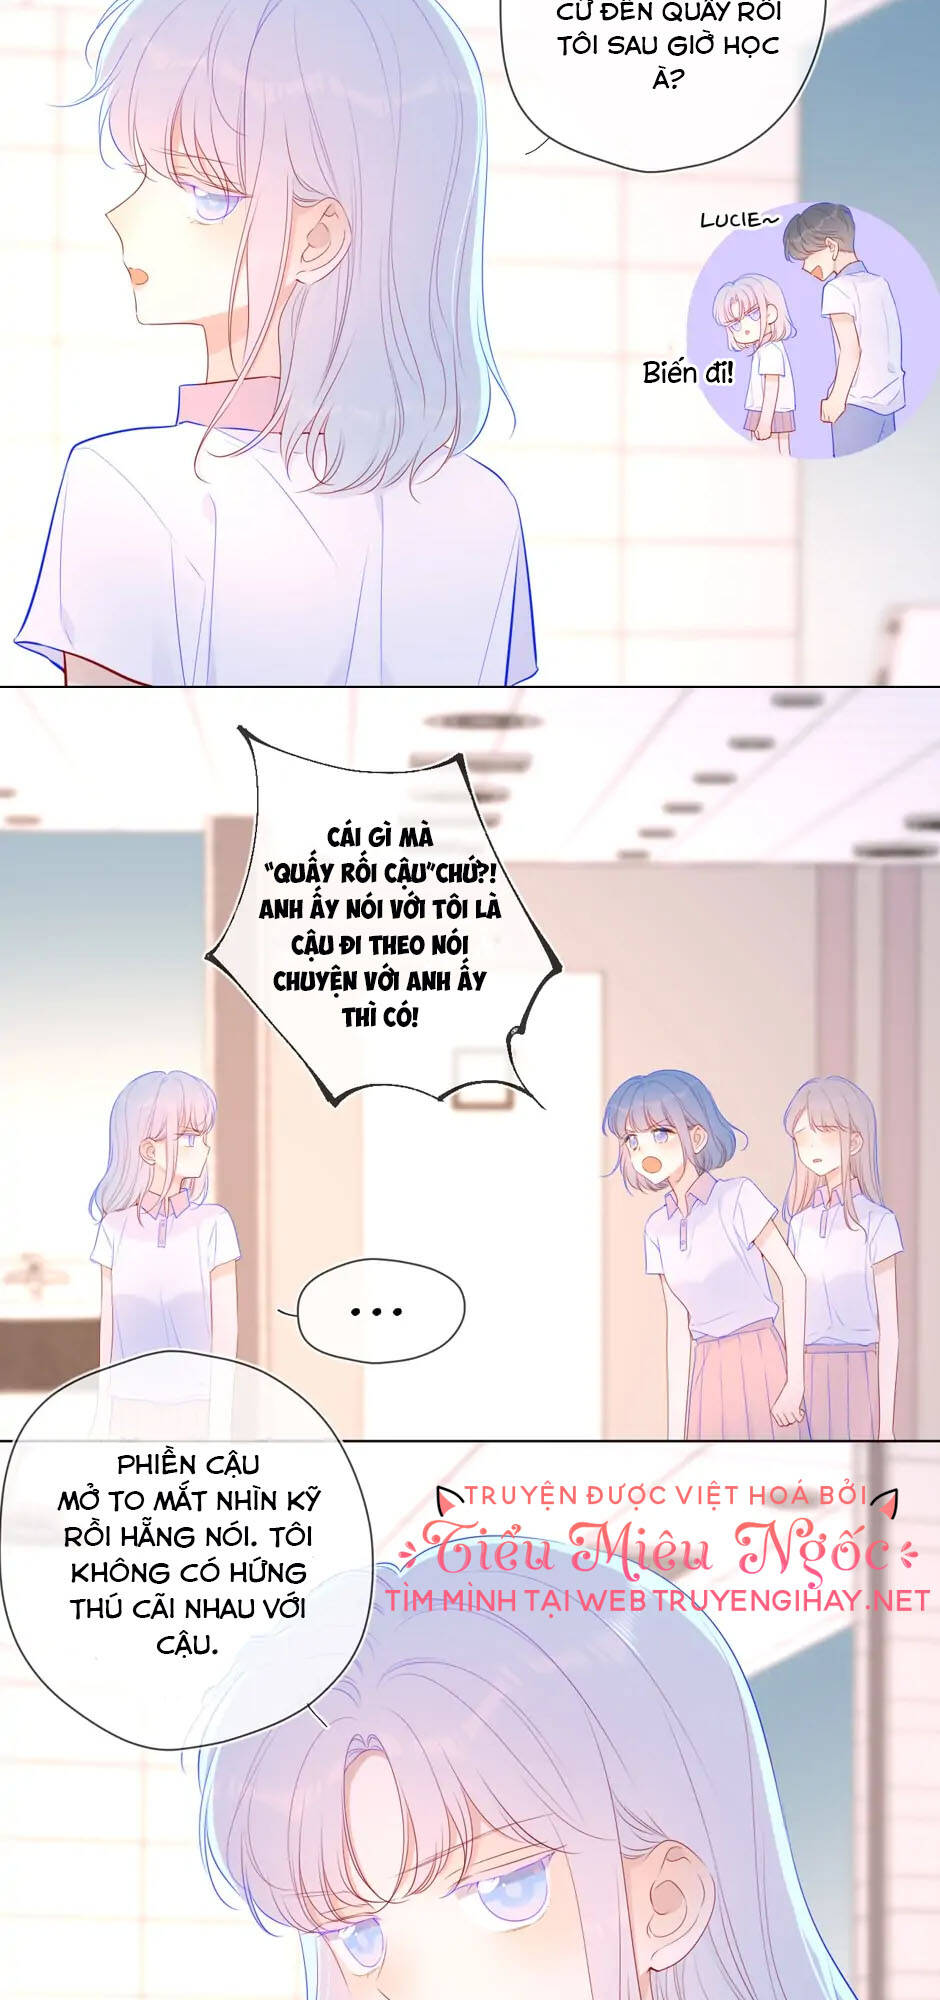 CỨ ĐẾN QUẤY RỐI
TÔI SAU GIỜ HỌC
À?
LUCIE~
Biến đi!
CÁI GÌ MÀ
"QUẤY RỐI CẬU"CHỨ?!
ANH ẤY NÓI VỚI TÔI LÀ
CẬU ĐI THEO NÓI
CHUYỆN VỚI ANH ẤY
THÌ CÓ!
...
PHIỀN CẬU
MỞ TO MẮT NHÌN KỸ
RỒI HẴNG NÓI. TÔI
KHÔNG CÓ HỨNG
THÚ CÃI NHAU VỚI
CẬU.
TRUYỆN ĐƯỢC VIỆT HOÁ BỞI
Tiểu Miêu Ngốc
TÌM MÌNH TẠI WEB TRUYENGIHAY.NET